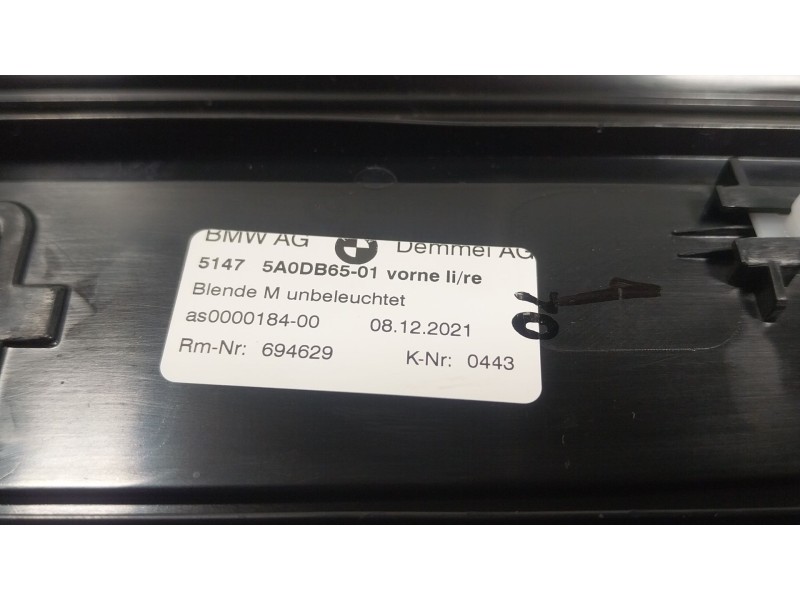 BMW AG Demmel AG
5147 5A0DB65-01 vorne li/re
Blende M unbeleuchtet
as0000184-00 08.12.2021
Rm-Nr: 694629 K-Nr: 0443